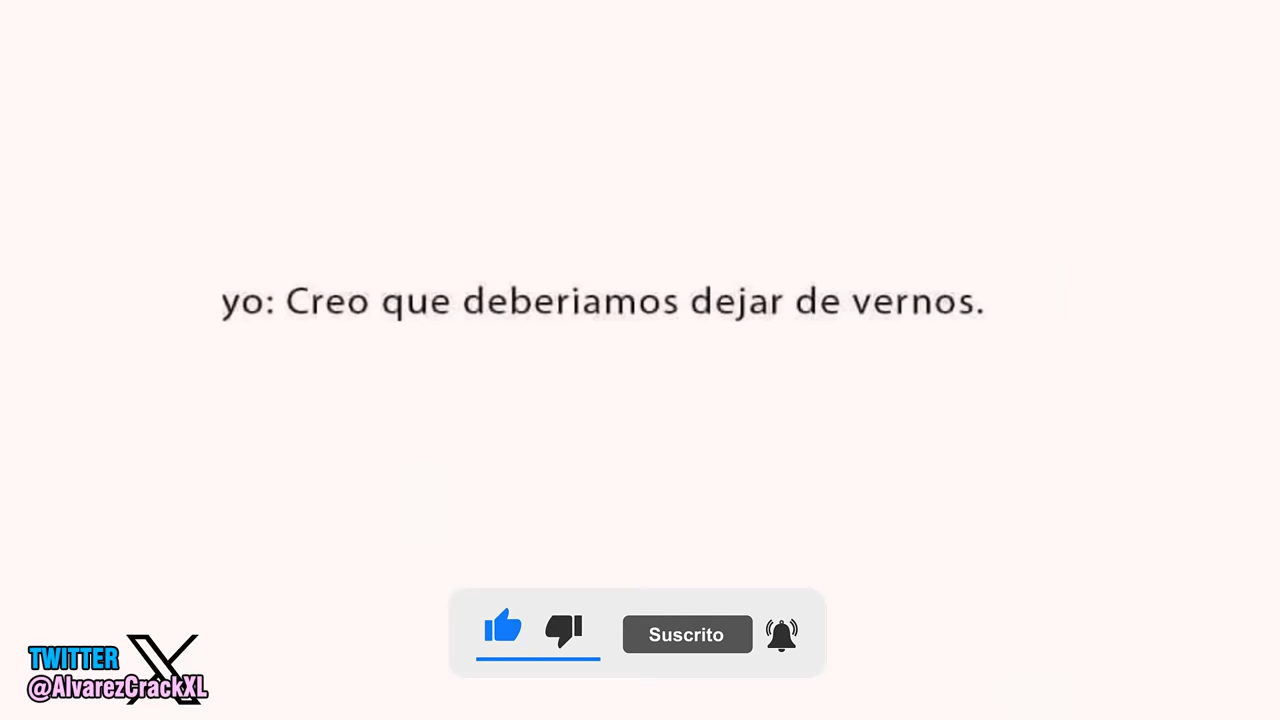 yo: Creo que deberiamos dejar de vernos.
Suscrito
TWITTER
@AlvarezCrackXL